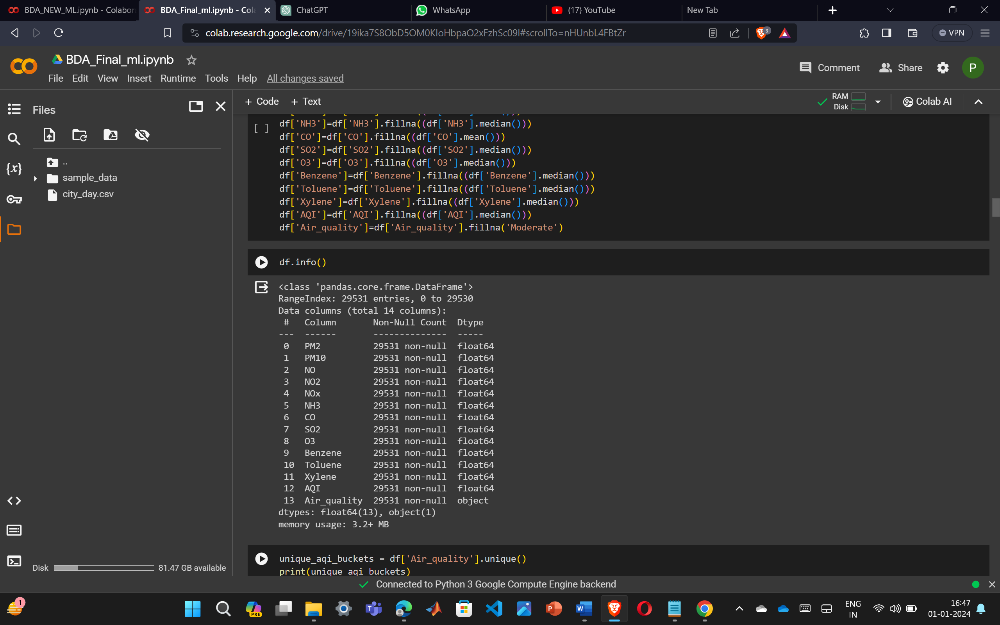 BDA_NEW_ML.ipynb - Colabora
BDA_Final_ml.ipynb - Cola
ChatGPT
WhatsApp
(17) YouTube
New Tab
colab.research.google.com/drive/19ika7S8ObD5OM0KIoHbpaO2xFzhSc09I#scrollTo=nHUnbL4FBtZr
3
VPN
BDA_Final_ml.ipynb
Comment
Share
P
File Edit View Insert Runtime Tools Help All changes saved
Files
+ Code + Text
RAM
Disk
Colab AI
..
sample_data
city_day.csv
{x}
[ ]
df['NH3']=df['NH3'].fillna((df['NH3'].median()))
df['CO']=df['CO'].fillna((df['CO'].mean()))
df['SO2']=df['SO2'].fillna((df['SO2'].median()))
df['O3']=df['O3'].fillna((df['O3'].median()))
df['Benzene']=df['Benzene'].fillna((df['Benzene'].median()))
df['Toluene']=df['Toluene'].fillna((df['Toluene'].median()))
df['Xylene']=df['Xylene'].fillna((df['Xylene'].median()))
df['AQI']=df['AQI'].fillna((df['AQI'].median()))
df['Air_quality']=df['Air_quality'].fillna('Moderate')
df.info()
<class 'pandas.core.frame.DataFrame'>
RangeIndex: 29531 entries, 0 to 29530
Data columns (total 14 columns):
 #   Column       Non-Null Count  Dtype
---  ------       --------------  -----
 0   PM2          29531 non-null  float64
 1   PM10         29531 non-null  float64
 2   NO           29531 non-null  float64
 3   NO2          29531 non-null  float64
 4   NOx          29531 non-null  float64
 5   NH3          29531 non-null  float64
 6   CO           29531 non-null  float64
 7   SO2          29531 non-null  float64
 8   O3           29531 non-null  float64
 9   Benzene      29531 non-null  float64
 10  Toluene      29531 non-null  float64
 11  Xylene       29531 non-null  float64
 12  AQI          29531 non-null  float64
 13  Air_quality  29531 non-null  object
dtypes: float64(13), object(1)
memory usage: 3.2+ MB
unique_aqi_buckets = df['Air_quality'].unique()
print(unique_aqi_buckets)
Disk 81.47 GB available
Connected to Python 3 Google Compute Engine backend
1
PRE
ENG
IN
16:47
01-01-2024